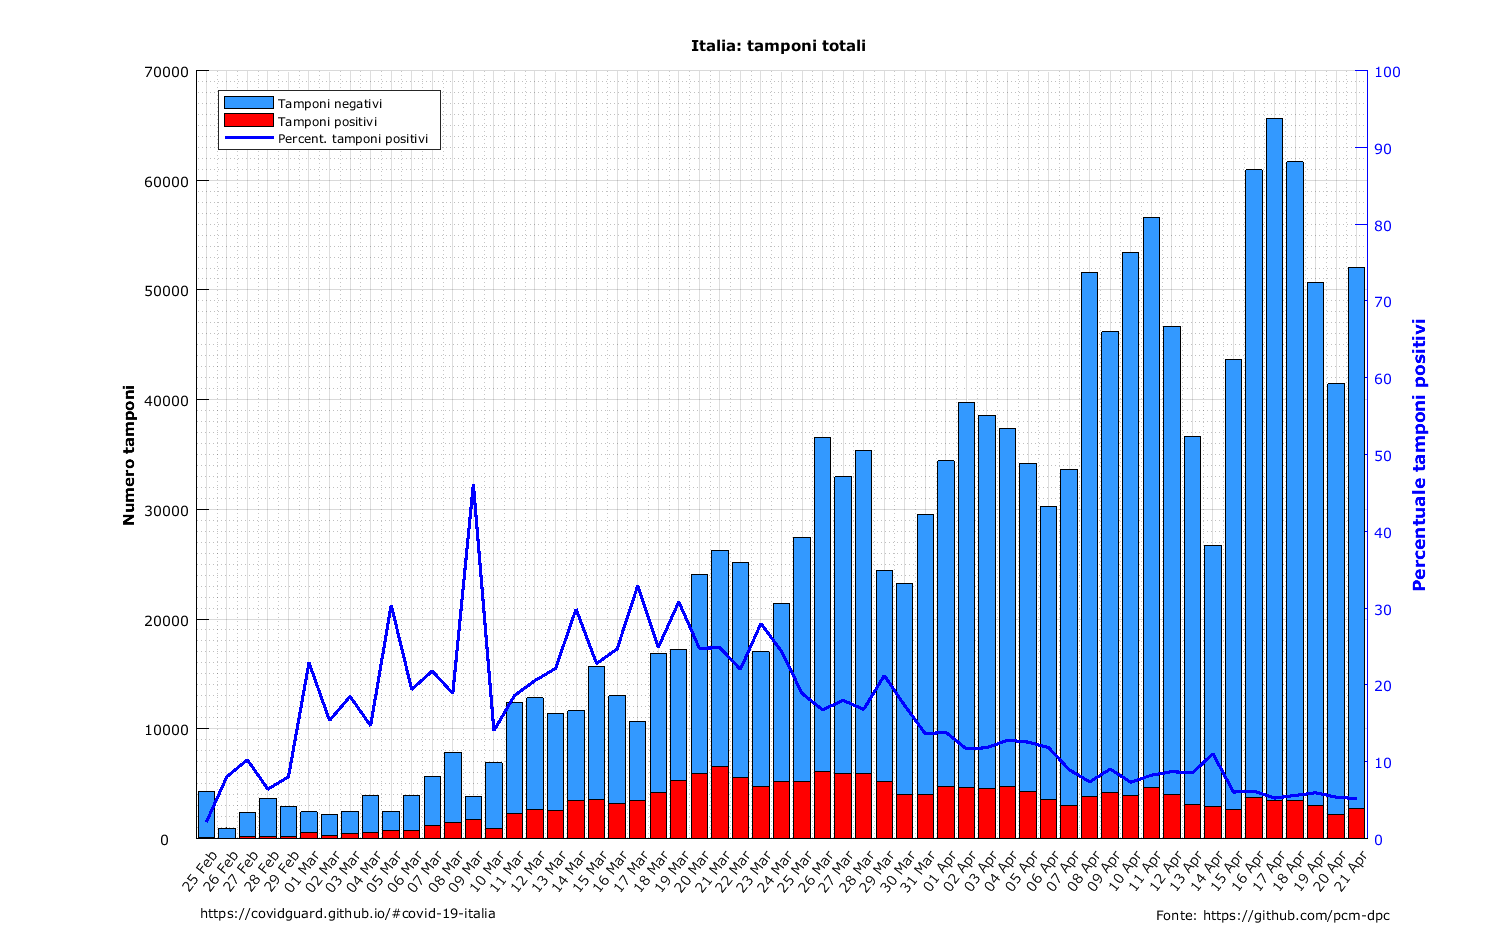 Italia: tamponi totali
Tamponi negativi
Tamponi positivi
Percent. tamponi positivi
Numero tamponi
70000
60000
50000
40000
30000
20000
10000
0
Percentuale tamponi positivi
100
90
80
70
60
50
40
30
20
10
0
25 Feb
26 Feb
27 Feb
28 Feb
29 Feb
01 Mar
02 Mar
03 Mar
04 Mar
05 Mar
06 Mar
07 Mar
08 Mar
09 Mar
10 Mar
11 Mar
12 Mar
13 Mar
14 Mar
15 Mar
16 Mar
17 Mar
18 Mar
19 Mar
20 Mar
21 Mar
22 Mar
23 Mar
24 Mar
25 Mar
26 Mar
27 Mar
28 Mar
29 Mar
30 Mar
31 Mar
01 Apr
02 Apr
03 Apr
04 Apr
05 Apr
06 Apr
07 Apr
08 Apr
09 Apr
10 Apr
11 Apr
12 Apr
13 Apr
14 Apr
15 Apr
16 Apr
17 Apr
18 Apr
19 Apr
20 Apr
21 Apr
https://covidguard.github.io/#covid-19-italia
Fonte: https://github.com/pcm-dpc